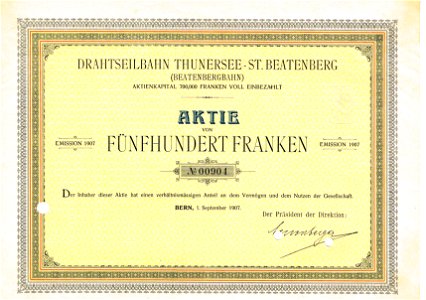 DRAHTSEILBAHN THUNERSEE-ST. BEATENBERG
(BEATENBERGBAHN)
AKTIENKAPITAL 700,000 FRANKEN VOLL EINBEZAHLT
AKTIE
VON
EMISSION 1907 FÜNFHUNDERT FRANKEN EMISSION 1907
No 00904
Der Inhaber dieser Aktie hat einen verhältnismässigen Anteil an dem Vermögen und dem Nutzen der Gesellschaft.
BERN, 1. September 1907.
Der Präsident der Direktion: